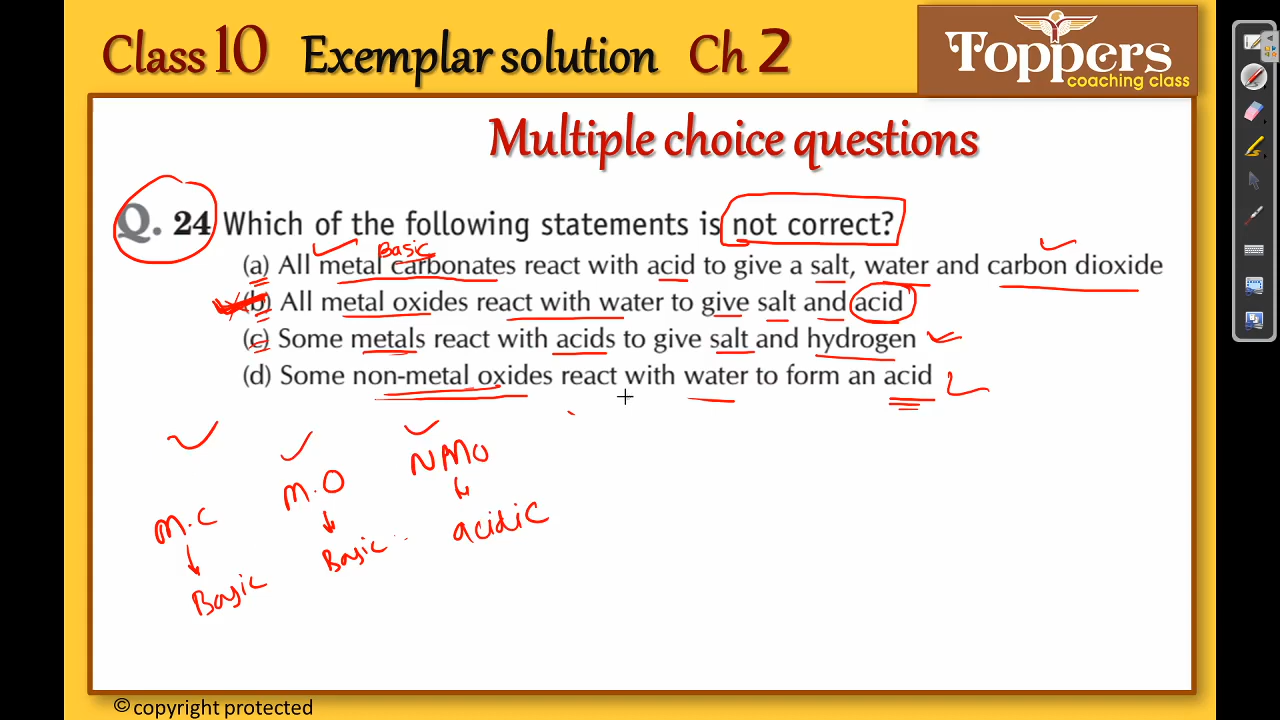 Class 10 Exemplar solution Ch 2
TOPPERS
coaching class
Multiple choice questions
Q. 24 Which of the following statements is not correct?
Basic
(a) All metal carbonates react with acid to give a salt, water and carbon dioxide
(b) All metal oxides react with water to give salt and acid
(c) Some metals react with acids to give salt and hydrogen
(d) Some non-metal oxides react with water to form an acid
NMO
M.O
M.C
acidic
Basic
Basic
© copyright protected